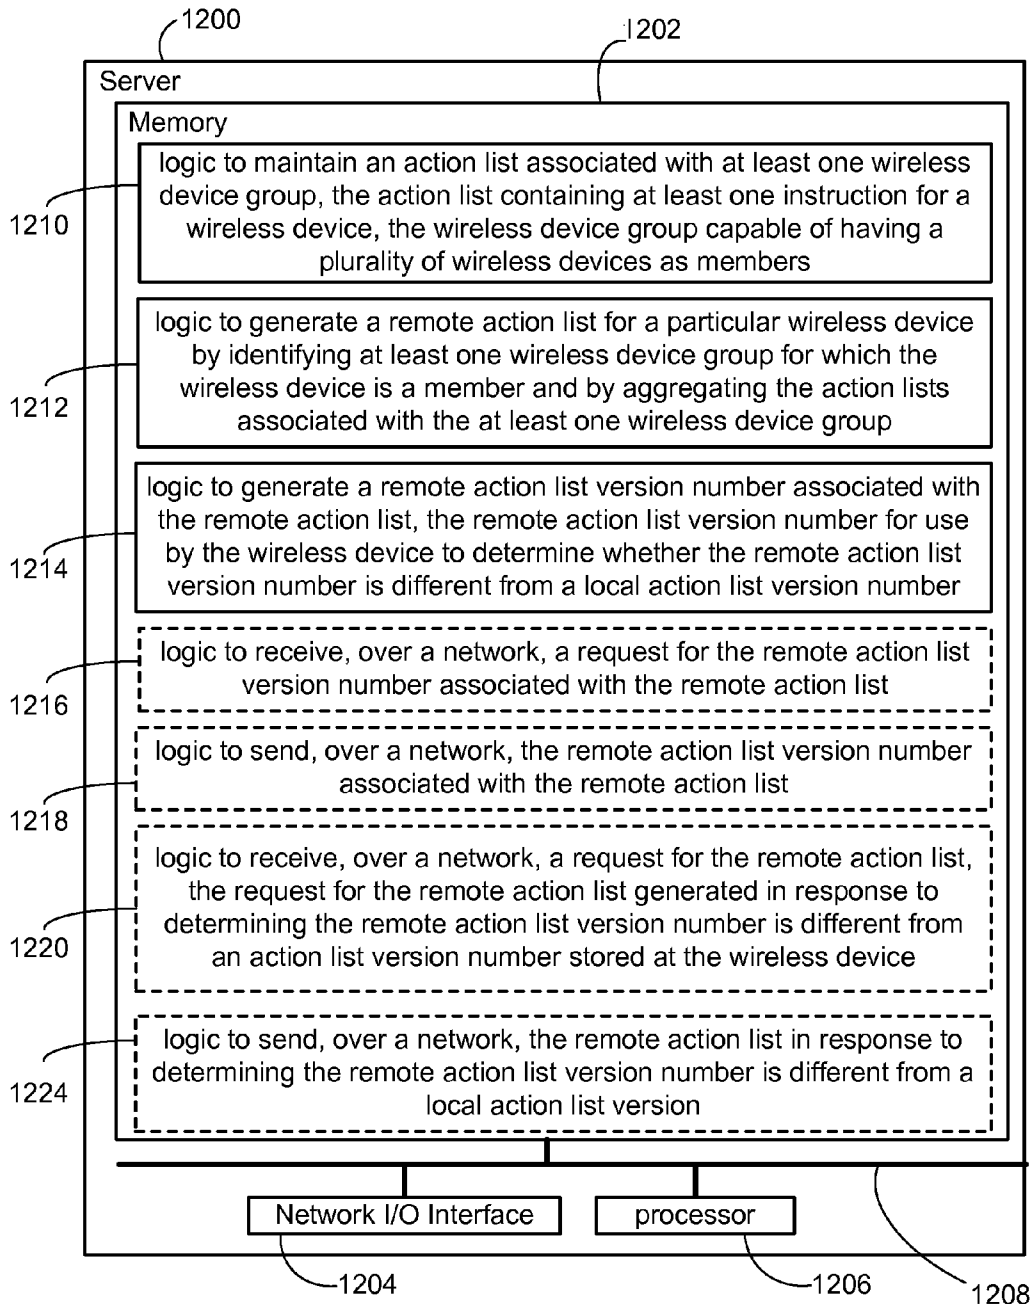 1200
1202
Server
Memory
logic to maintain an action list associated with at least one wireless
device group, the action list containing at least one instruction for a
wireless device, the wireless device group capable of having a
plurality of wireless devices as members
1210
logic to generate a remote action list for a particular wireless device
by identifying at least one wireless device group for which the
wireless device is a member and by aggregating the action lists
associated with the at least one wireless device group
1212
logic to generate a remote action list version number associated with
the remote action list, the remote action list version number for use
by the wireless device to determine whether the remote action list
version number is different from a local action list version number
1214
logic to receive, over a network, a request for the remote action list
version number associated with the remote action list
1216
logic to send, over a network, the remote action list version number
associated with the remote action list
1218
logic to receive, over a network, a request for the remote action list,
the request for the remote action list generated in response to
determining the remote action list version number is different from
an action list version number stored at the wireless device
1220
logic to send, over a network, the remote action list in response to
determining the remote action list version number is different from a
local action list version
1224
Network I/O Interface
processor
1204
1206
1208